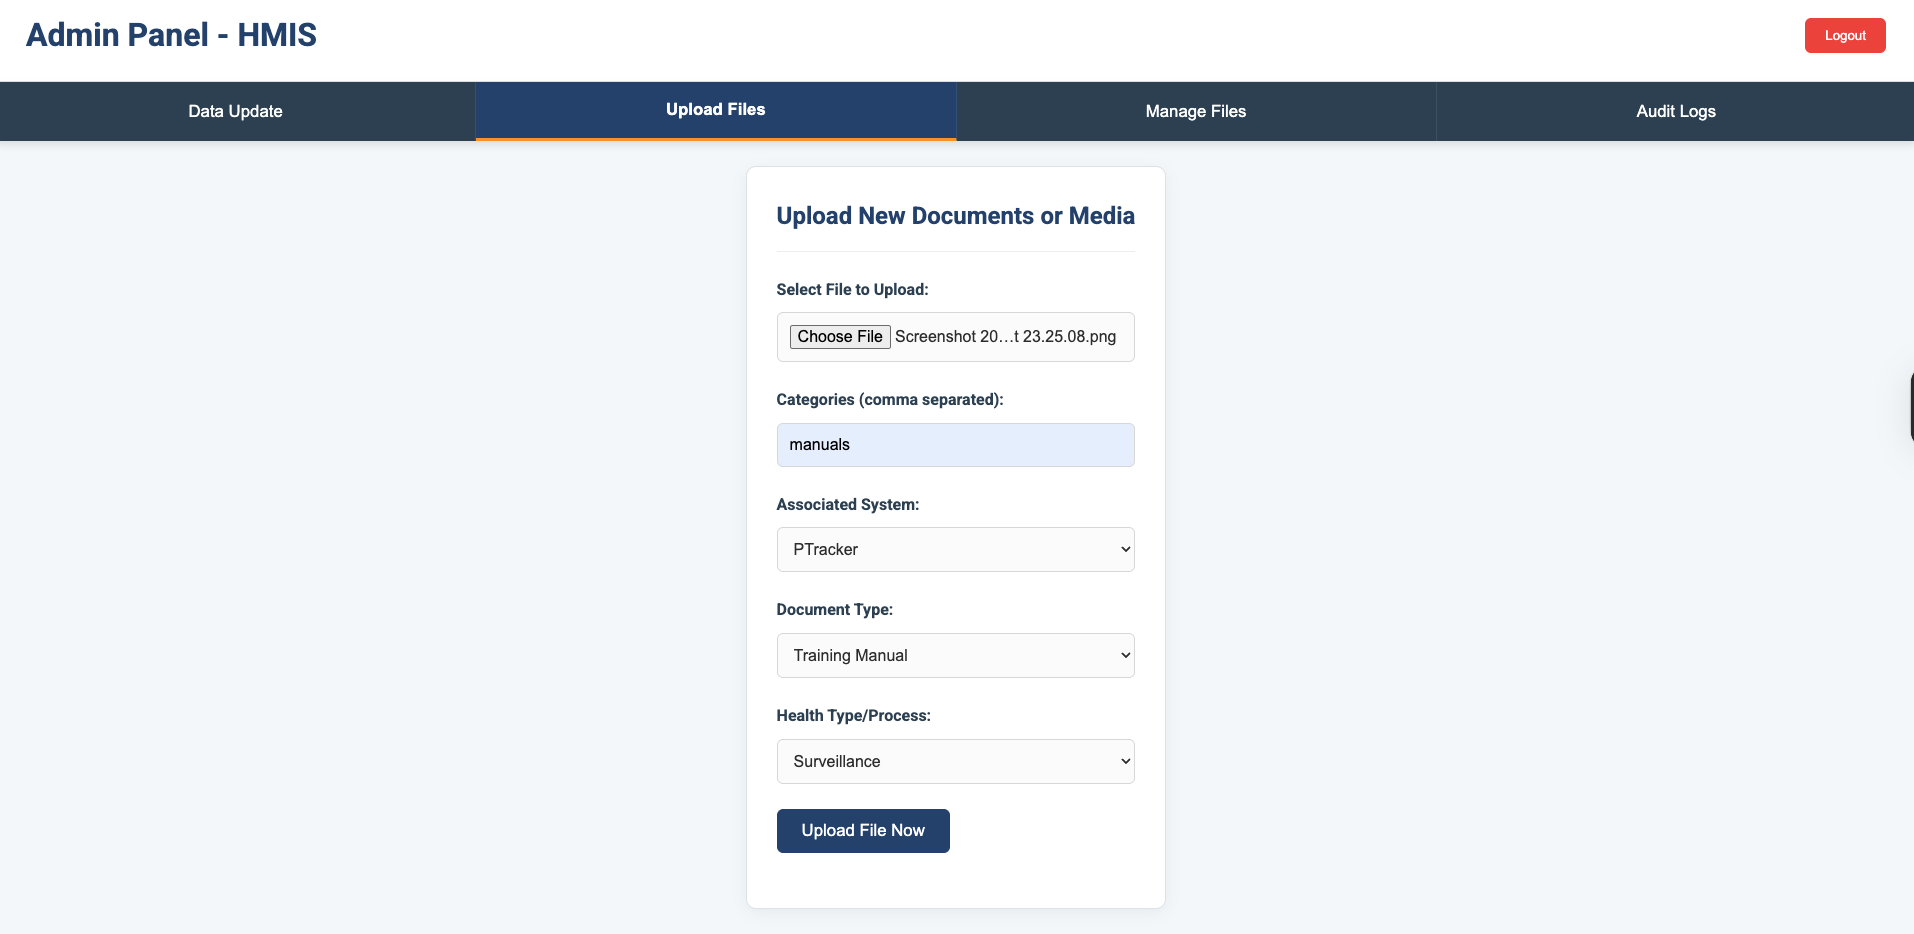 Admin Panel - HMIS
Logout
Data Update
Upload Files
Manage Files
Audit Logs
Upload New Documents or Media
Select File to Upload:
Choose File Screenshot 20…t 23.25.08.png
Categories (comma separated):
manuals
Associated System:
PTracker
Document Type:
Training Manual
Health Type/Process:
Surveillance
Upload File Now